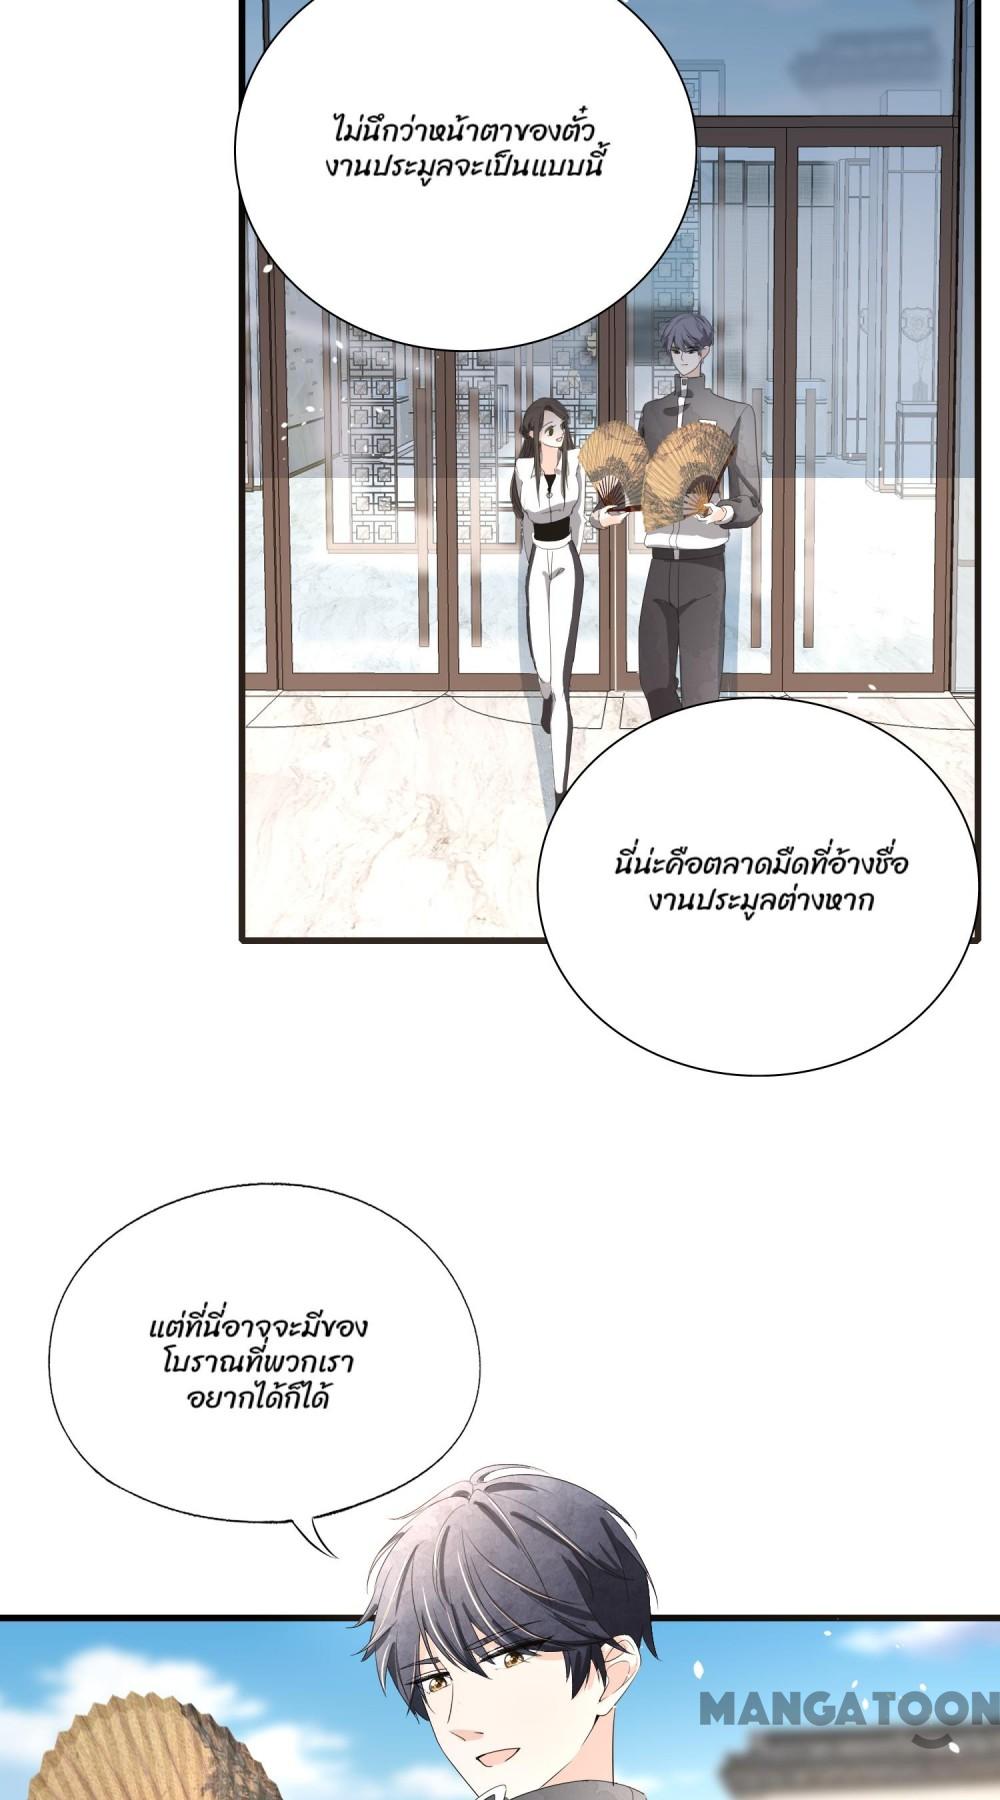 ไม่นึกว่าหน้าตาของตั๋ว
งานประมูลจะเป็นแบบนี้
นี่น่ะคือตลาดมืดที่อ้างชื่อ
งานประมูลต่างหาก
แต่ที่นี่อาจจะมีของ
โบราณที่พวกเรา
อยากได้ก็ได้
MANGATOON